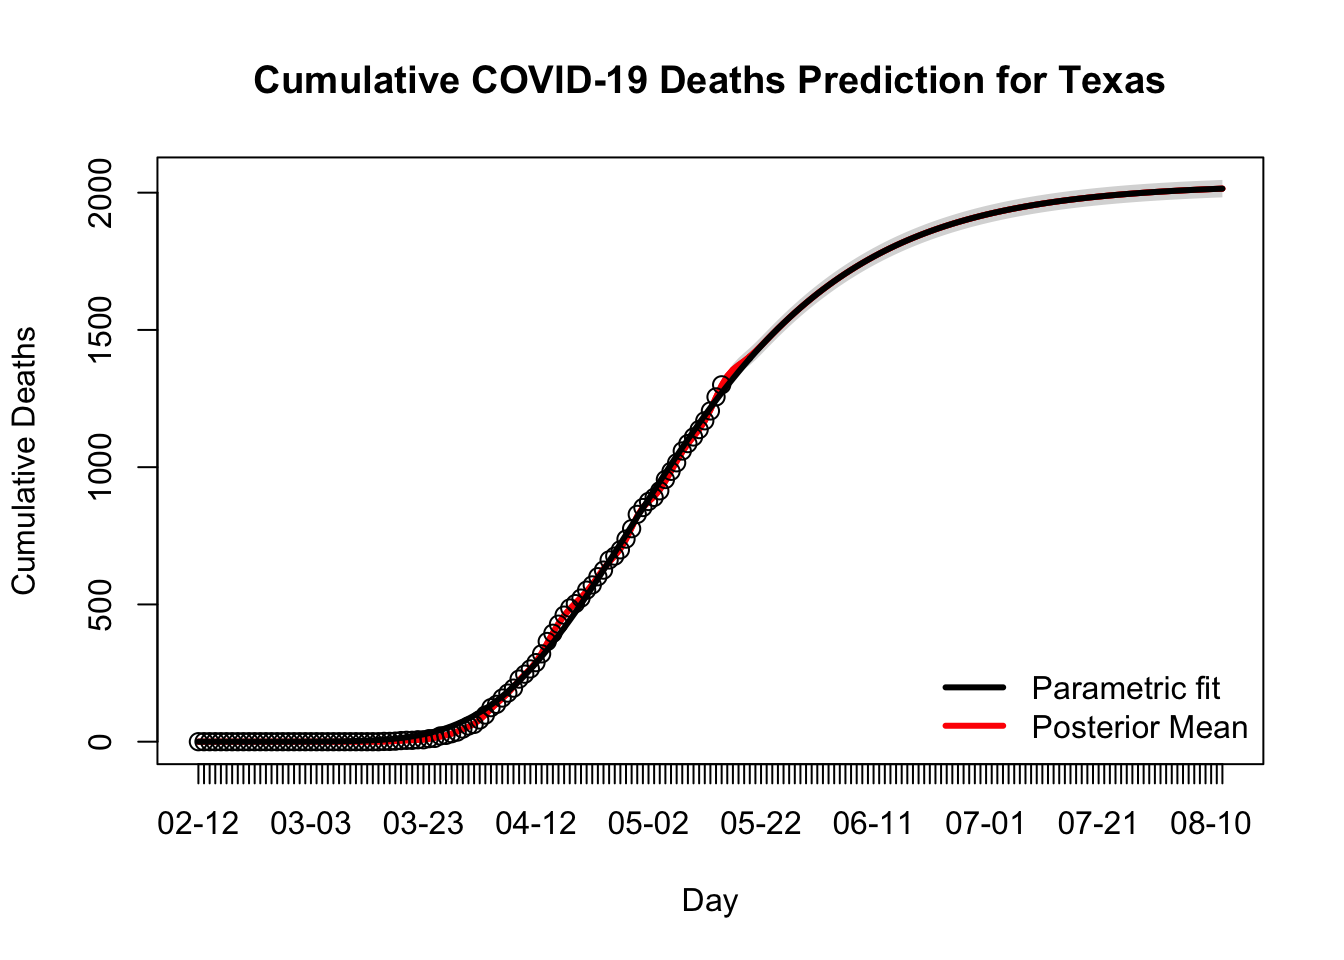 Cumulative COVID-19 Deaths Prediction for Texas
Cumulative Deaths
2000
1500
1000
500
0
Parametric fit
Posterior Mean
02-12 03-03 03-23 04-12 05-02 05-22 06-11 07-01 07-21 08-10
Day